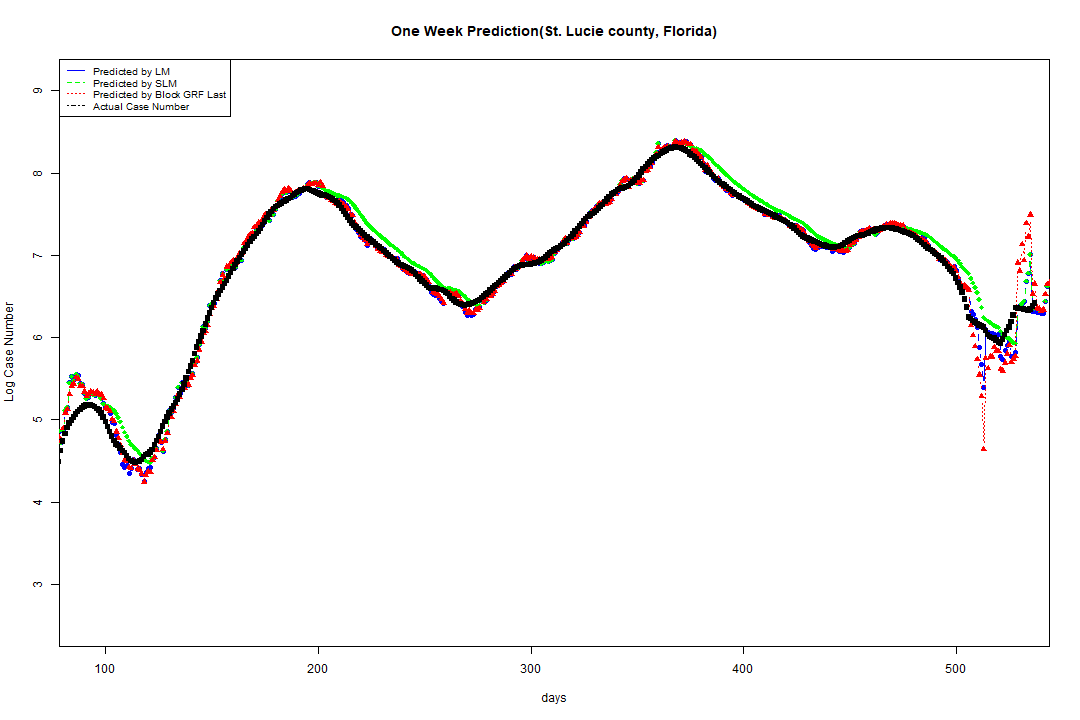 One Week Prediction(St. Lucie county, Florida)
Predicted by LM
Predicted by SLM
Predicted by Block GRF Last
Actual Case Number
Log Case Number
9
8
7
6
5
4
3
100 200 300 400 500
days